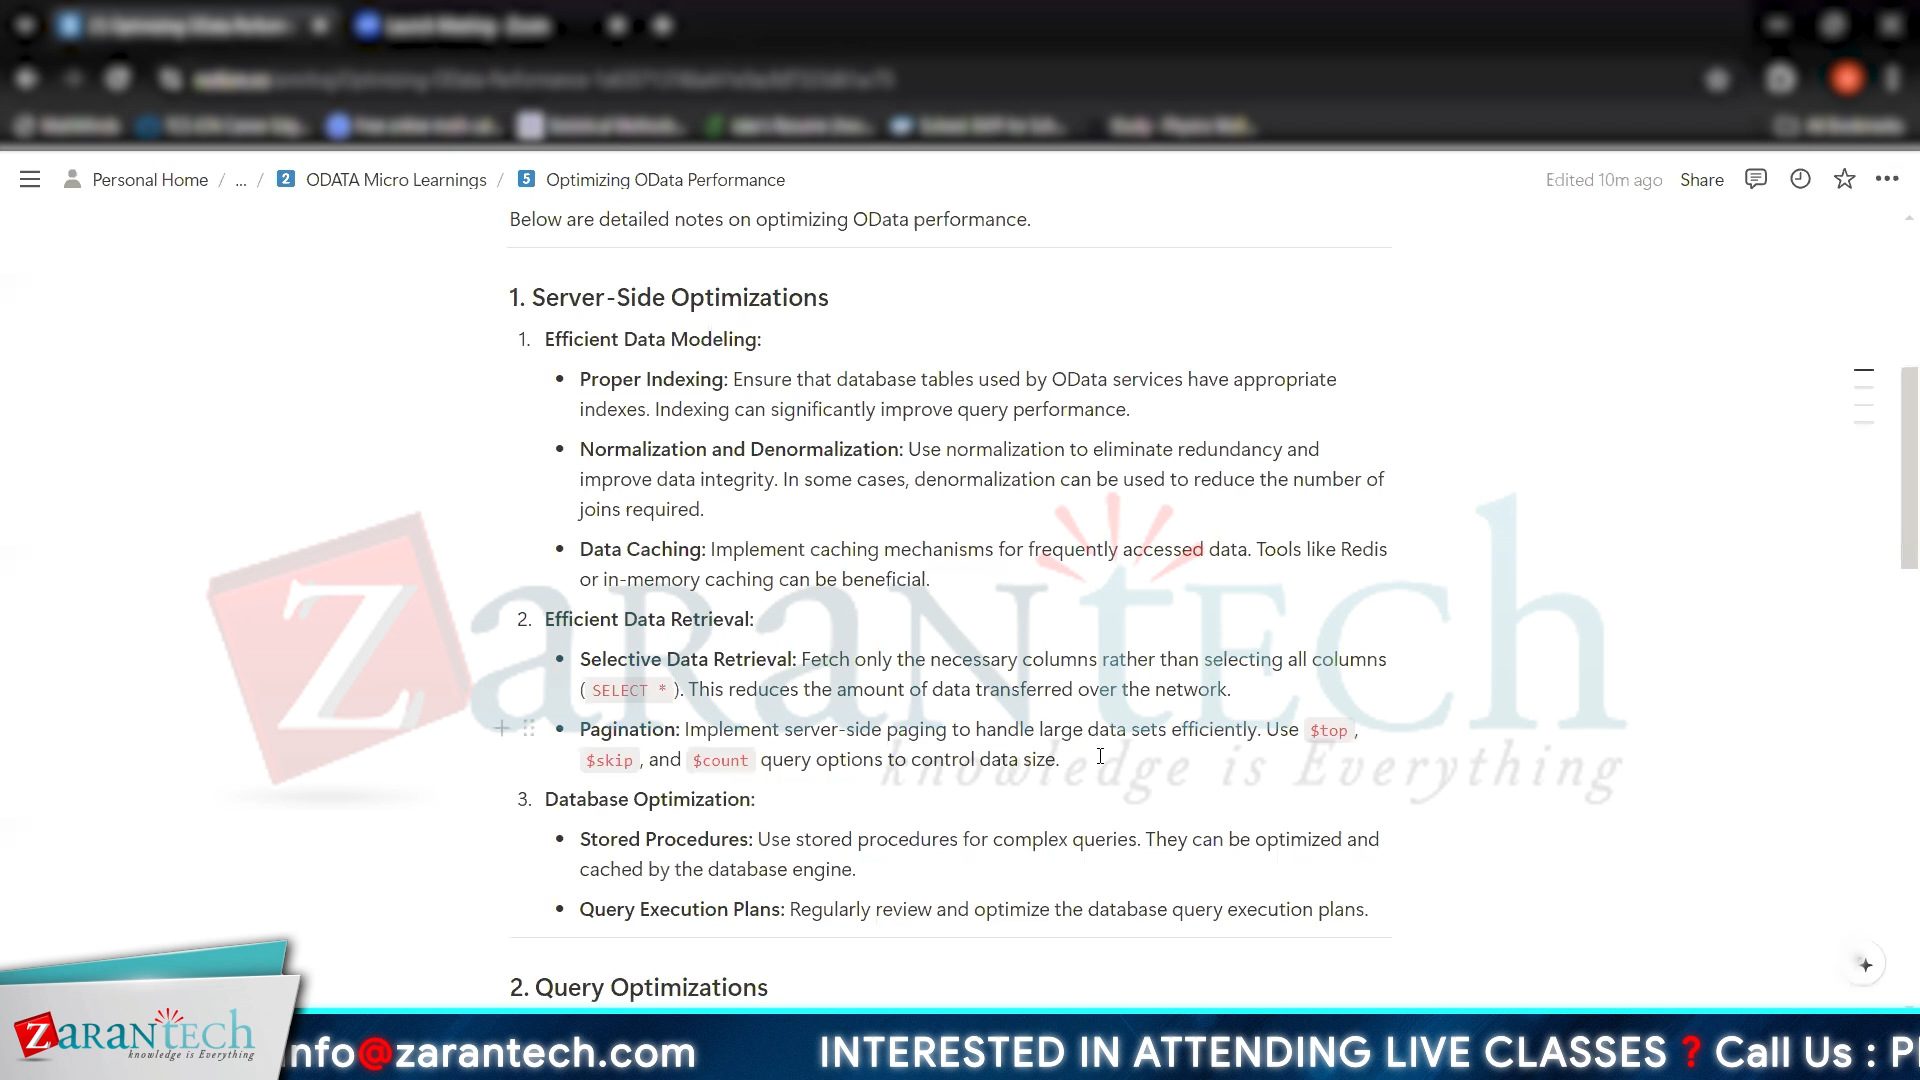 Personal Home / ... / 2 ODATA Micro Learnings / 5 Optimizing OData Performance
Edited 10m ago Share
Below are detailed notes on optimizing OData performance.
1. Server-Side Optimizations
1. Efficient Data Modeling:
• Proper Indexing: Ensure that database tables used by OData services have appropriate
indexes. Indexing can significantly improve query performance.
• Normalization and Denormalization: Use normalization to eliminate redundancy and
improve data integrity. In some cases, denormalization can be used to reduce the number of
joins required.
• Data Caching: Implement caching mechanisms for frequently accessed data. Tools like Redis
or in-memory caching can be beneficial.
2. Efficient Data Retrieval:
• Selective Data Retrieval: Fetch only the necessary columns rather than selecting all columns
( SELECT * ). This reduces the amount of data transferred over the network.
• Pagination: Implement server-side paging to handle large data sets efficiently. Use $top ,
$skip , and $count query options to control data size.
3. Database Optimization:
• Stored Procedures: Use stored procedures for complex queries. They can be optimized and
cached by the database engine.
• Query Execution Plans: Regularly review and optimize the database query execution plans.
2. Query Optimizations
ZaranTech
knowledge is Everything
ZaranTech
knowledge is Everything
nfo@zarantech.com INTERESTED IN ATTENDING LIVE CLASSES ? Call Us : P